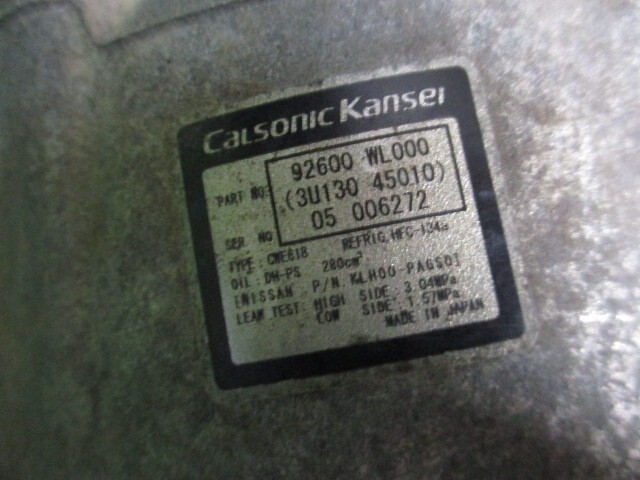 Calsonic Kansei
PART NO. 92600 WL000
(3U130 45010)
SER. NO 05 006272
TYPE: CWE618 REFRIG. HFC-134a
OIL: DH-PS 280cm³
(NISSAN P/N KLH00-PAGS0)
LEAK TEST: HIGH SIDE 3.04MPa
LOW SIDE 1.57MPa
MADE IN JAPAN